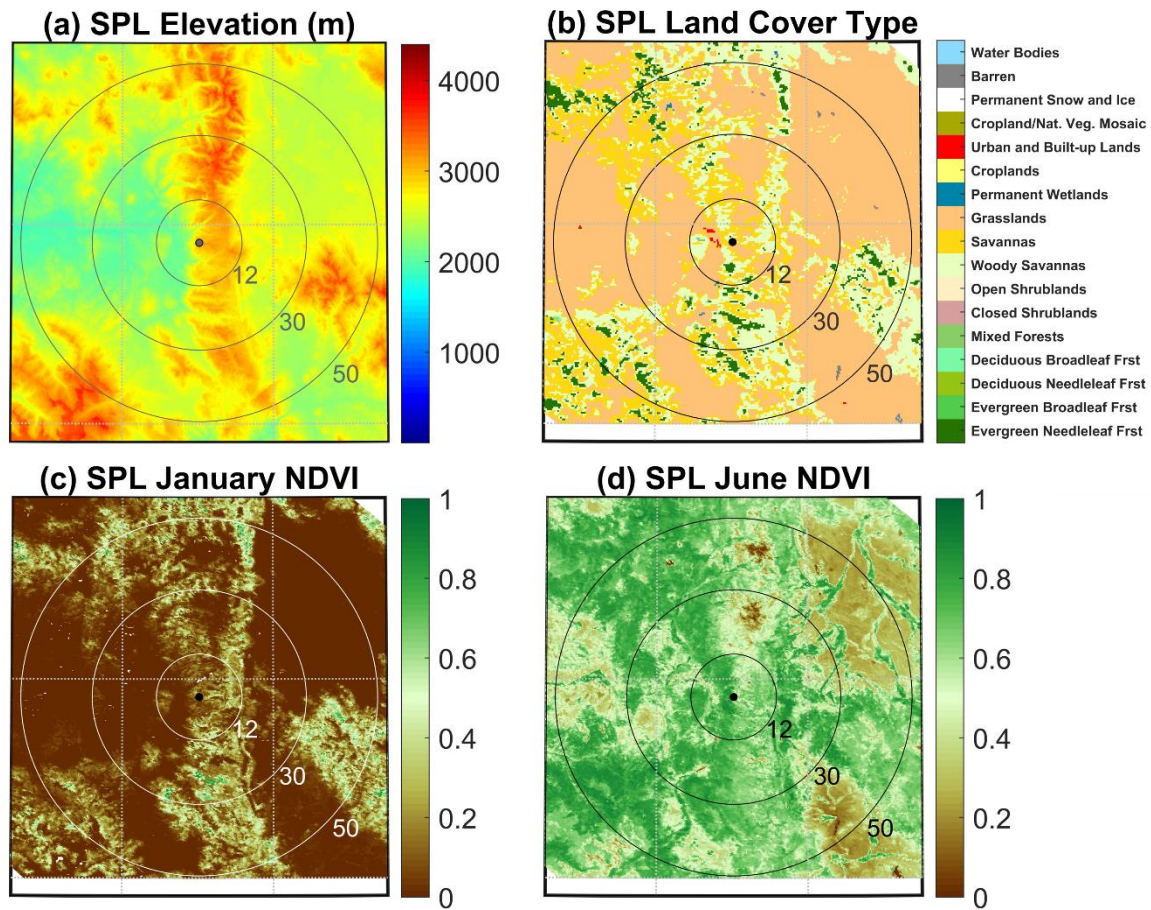 (a) SPL Elevation (m)
4000
3000
2000
1000
12
30
50
(b) SPL Land Cover Type
Water Bodies
Barren
Permanent Snow and Ice
Cropland/Nat. Veg. Mosaic
Urban and Built-up Lands
Croplands
Permanent Wetlands
Grasslands
Savannas
Woody Savannas
Open Shrublands
Closed Shrublands
Mixed Forests
Deciduous Broadleaf Frst
Deciduous Needleleaf Frst
Evergreen Broadleaf Frst
Evergreen Needleleaf Frst
12
30
50
(c) SPL January NDVI
1
0.8
0.6
0.4
0.2
0
12
30
50
(d) SPL June NDVI
1
0.8
0.6
0.4
0.2
0
12
30
50